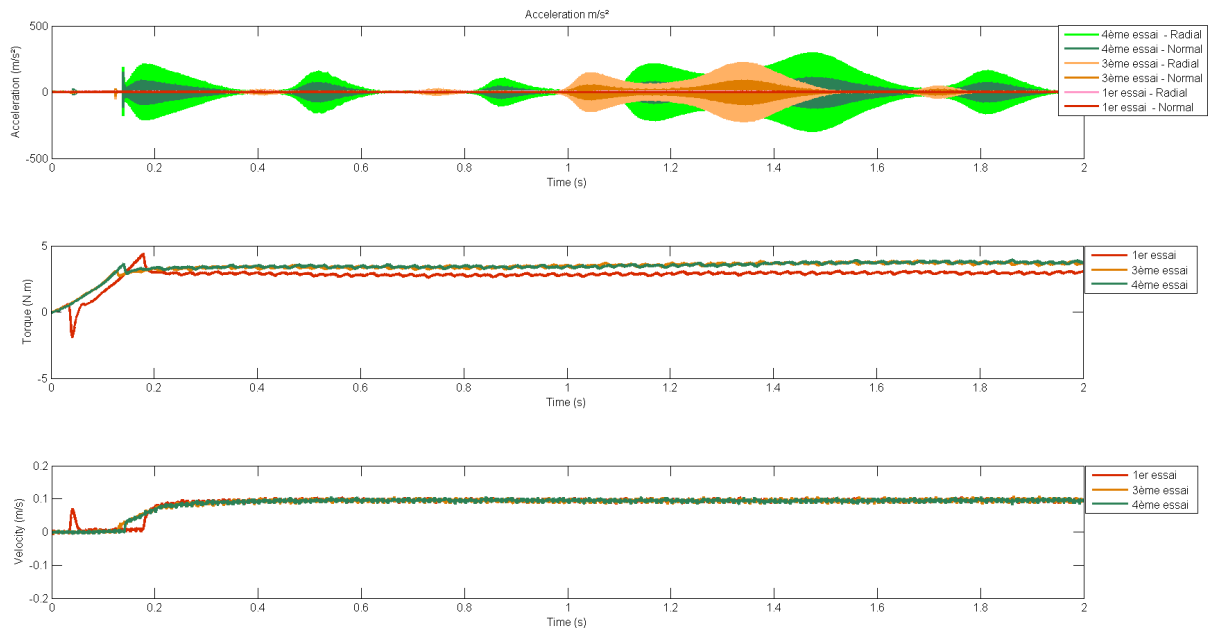 Acceleration m/s²
Acceleration (m/s²)
500
0
-500
0
0.2
0.4
0.6
0.8
1
1.2
1.4
1.6
1.8
2
Time (s)
4ème essai - Radial
4ème essai - Normal
3ème essai - Radial
3ème essai - Normal
1er essai - Radial
1er essai - Normal
Torque (N.m)
5
0
-5
0
0.2
0.4
0.6
0.8
1
1.2
1.4
1.6
1.8
2
Time (s)
1er essai
3ème essai
4ème essai
Velocity (m/s)
0.2
0.1
0
-0.1
-0.2
0
0.2
0.4
0.6
0.8
1
1.2
1.4
1.6
1.8
2
Time (s)
1er essai
3ème essai
4ème essai